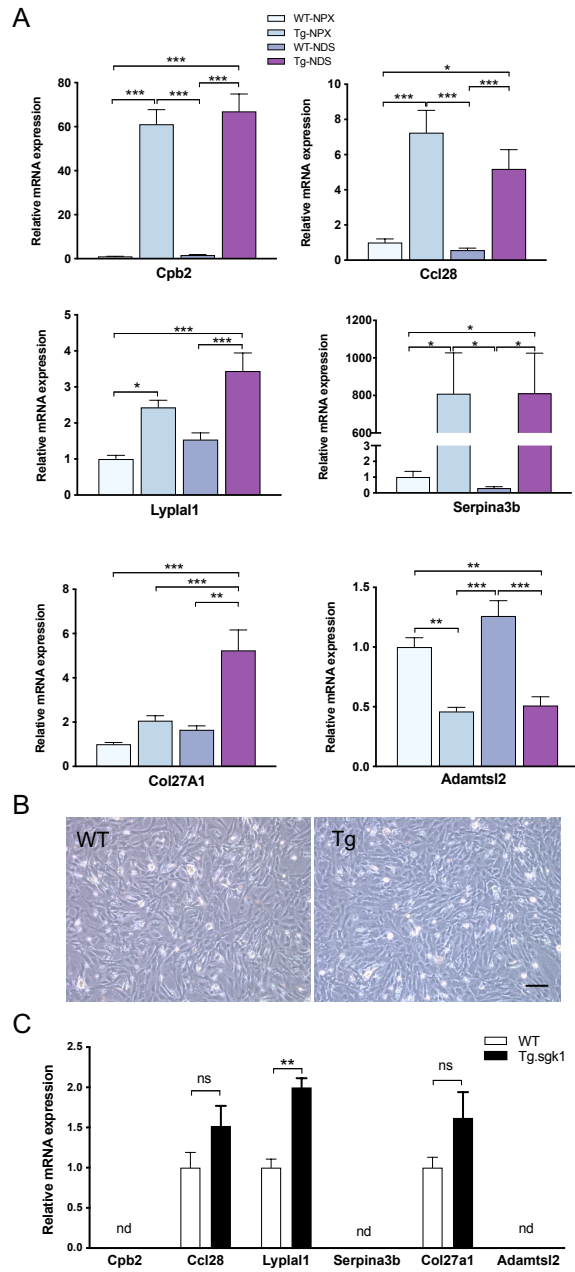 A
WT-NPX
Tg-NPX
WT-NDS
Tg-NDS
Relative mRNA expression
80
60
40
20
0
***
*** *** ***
Cpb2
Relative mRNA expression
8
6
4
2
0
*
*** *** ***
Ccl28
Relative mRNA expression
5
4
3
2
1
0
***
* ***
Lyplal1
Relative mRNA expression
1200
1000
800
600
3
2
1
0
*
* * *
Serpina3b
Relative mRNA expression
8
6
4
2
0
***
***
**
Col27A1
Relative mRNA expression
1.5
1.0
0.5
0.0
**
** *** ***
Adamtsl2
B
WT
Tg
C
WT
Tg.sgk1
Relative mRNA expression
2.5
2.0
1.5
1.0
0.5
0.0
nd ns ** nd ns nd
Cpb2 Ccl28 Lyplal1 Serpina3b Col27a1 Adamtsl2